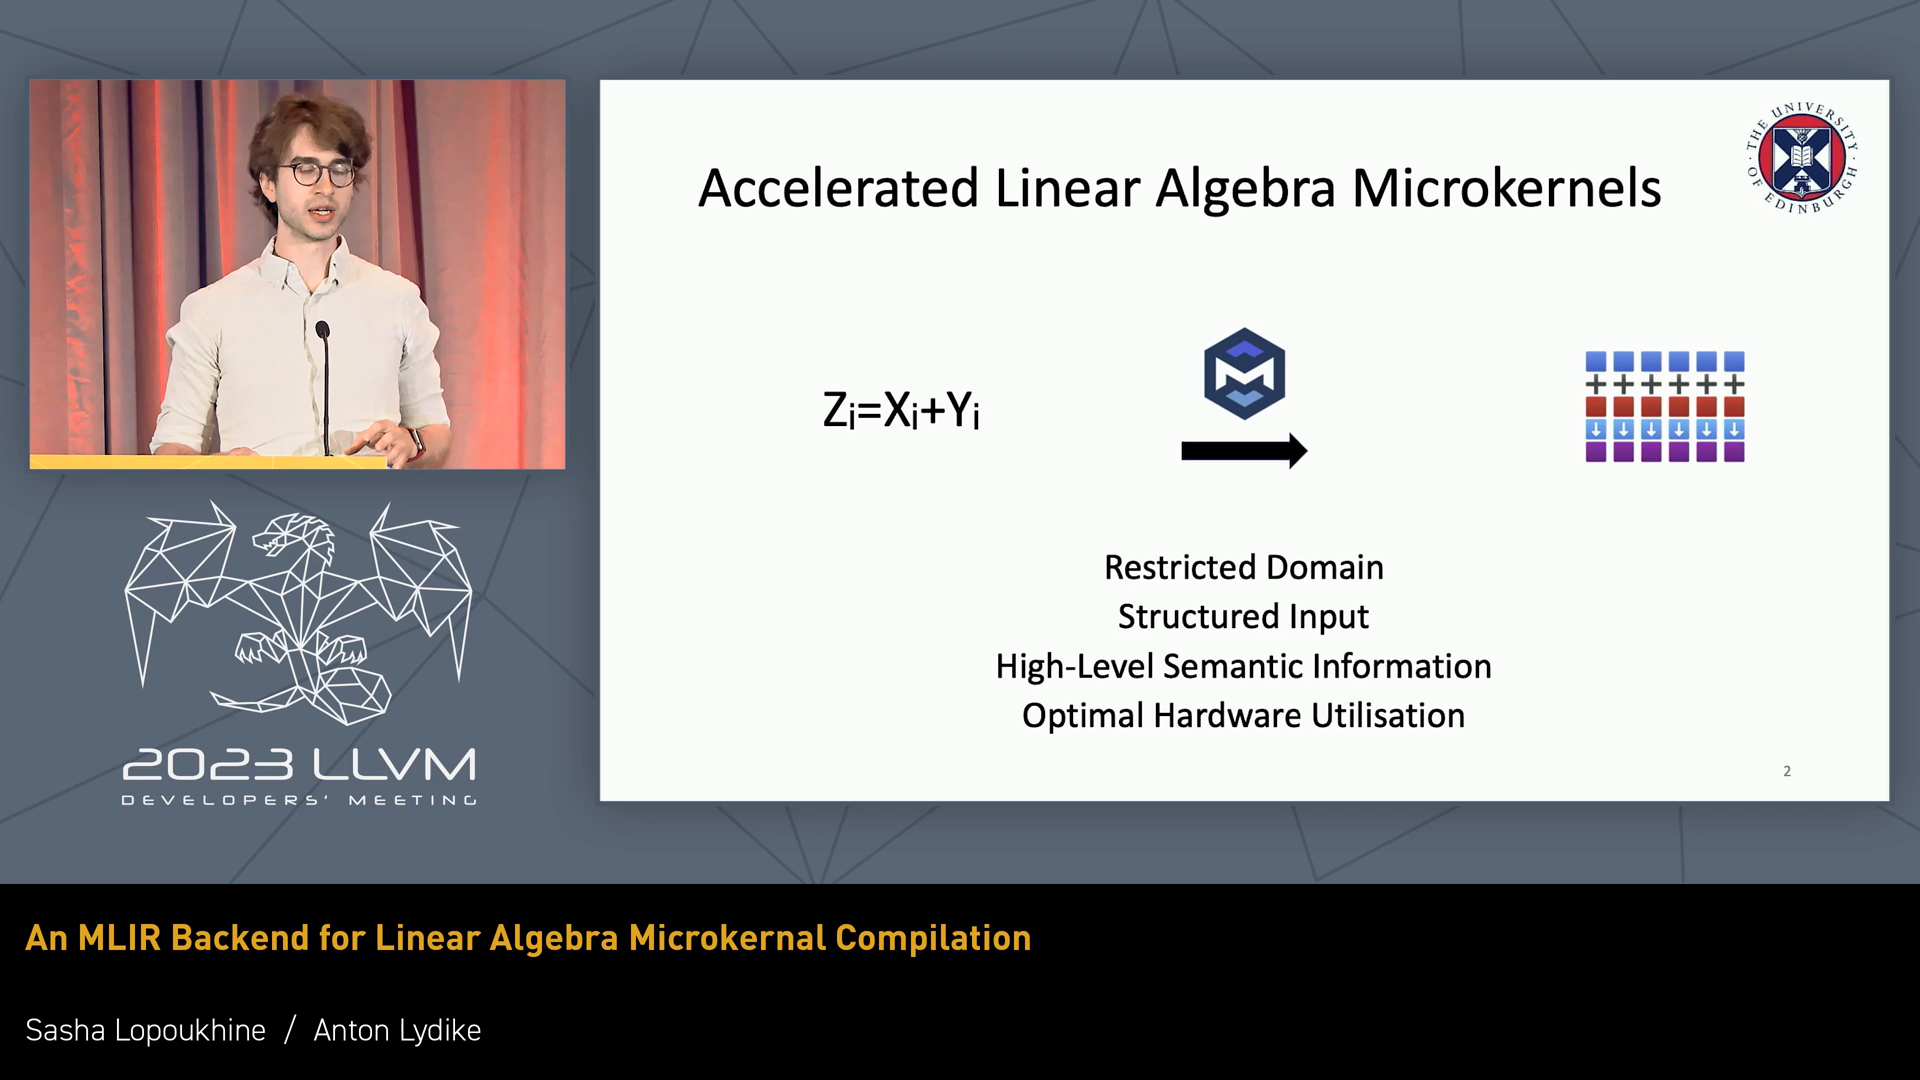 THE UNIVERSITY OF EDINBURGH
Accelerated Linear Algebra Microkernels
Zi=Xi+Yi
Restricted Domain
Structured Input
High-Level Semantic Information
Optimal Hardware Utilisation
2
2023 LLVM
DEVELOPERS' MEETING
An MLIR Backend for Linear Algebra Microkernal Compilation
Sasha Lopoukhine / Anton Lydike